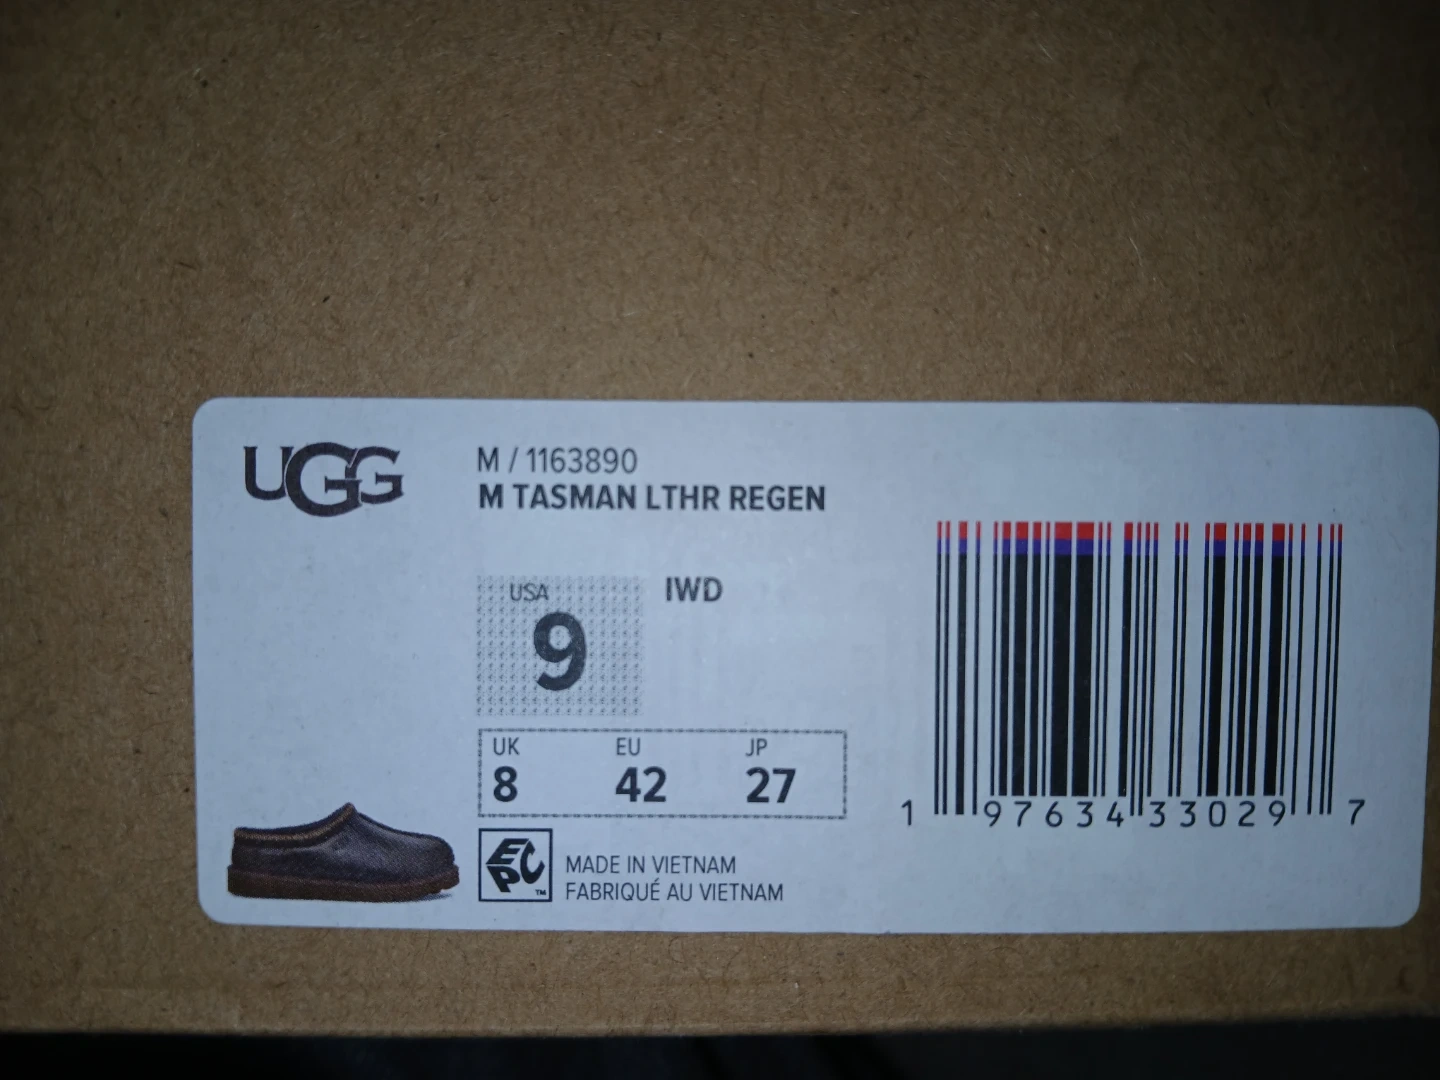 UGG
M / 1163890
M TASMAN LTHR REGEN
USA
9
IWD
UK EU JP
8 42 27
EPC™
MADE IN VIETNAM
FABRIQUÉ AU VIETNAM
1 97634 33029 7